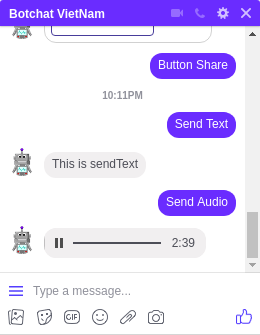 Botchat VietNam
Button Share
10:11PM
Send Text
This is sendText
Send Audio
2:39
Type a message...
GIF